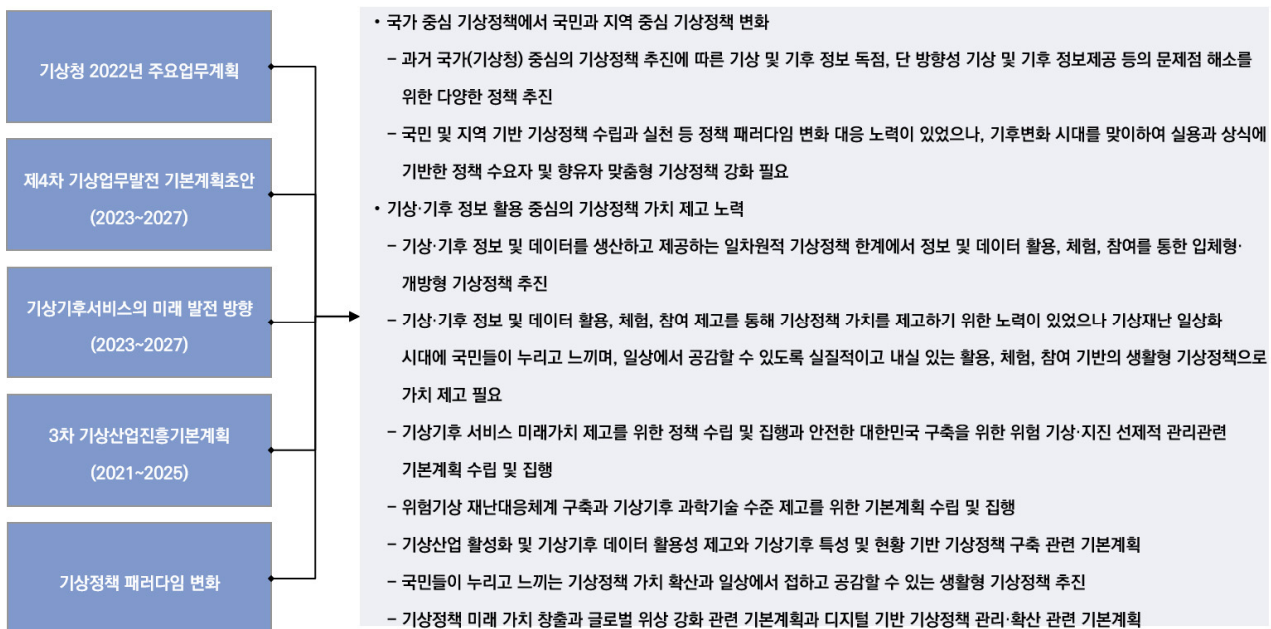 기상청 2022년 주요업무계획
제4차 기상업무발전 기본계획초안
(2023~2027)
기상기후서비스의 미래 발전 방향
(2023~2027)
3차 기상산업진흥기본계획
(2021~2025)
기상정책 패러다임 변화
• 국가 중심 기상정책에서 국민과 지역 중심 기상정책 변화
– 과거 국가(기상청) 중심의 기상정책 추진에 따른 기상 및 기후 정보 독점, 단 방향성 기상 및 기후 정보제공 등의 문제점 해소를
위한 다양한 정책 추진
– 국민 및 지역 기반 기상정책 수립과 실천 등 정책 패러다임 변화 대응 노력이 있었으나, 기후변화 시대를 맞이하여 실용과 상식에
기반한 정책 수요자 및 향유자 맞춤형 기상정책 강화 필요
• 기상·기후 정보 활용 중심의 기상정책 가치 제고 노력
– 기상·기후 정보 및 데이터를 생산하고 제공하는 일차원적 기상정책 한계에서 정보 및 데이터 활용, 체험, 참여를 통한 입체형·
개방형 기상정책 추진
– 기상·기후 정보 및 데이터 활용, 체험, 참여 제고를 통해 기상정책 가치를 제고하기 위한 노력이 있었으나 기상재난 일상화
시대에 국민들이 누리고 느끼며, 일상에서 공감할 수 있도록 실질적이고 내실 있는 활용, 체험, 참여 기반의 생활형 기상정책으로
가치 제고 필요
– 기상기후 서비스 미래가치 제고를 위한 정책 수립 및 집행과 안전한 대한민국 구축을 위한 위험 기상·지진 선제적 관리관련
기본계획 수립 및 집행
– 위험기상 재난대응체계 구축과 기상기후 과학기술 수준 제고를 위한 기본계획 수립 및 집행
– 기상산업 활성화 및 기상기후 데이터 활용성 제고와 기상기후 특성 및 현황 기반 기상정책 구축 관련 기본계획
– 국민들이 누리고 느끼는 기상정책 가치 확산과 일상에서 접하고 공감할 수 있는 생활형 기상정책 추진
– 기상정책 미래 가치 창출과 글로벌 위상 강화 관련 기본계획과 디지털 기반 기상정책 관리·확산 관련 기본계획